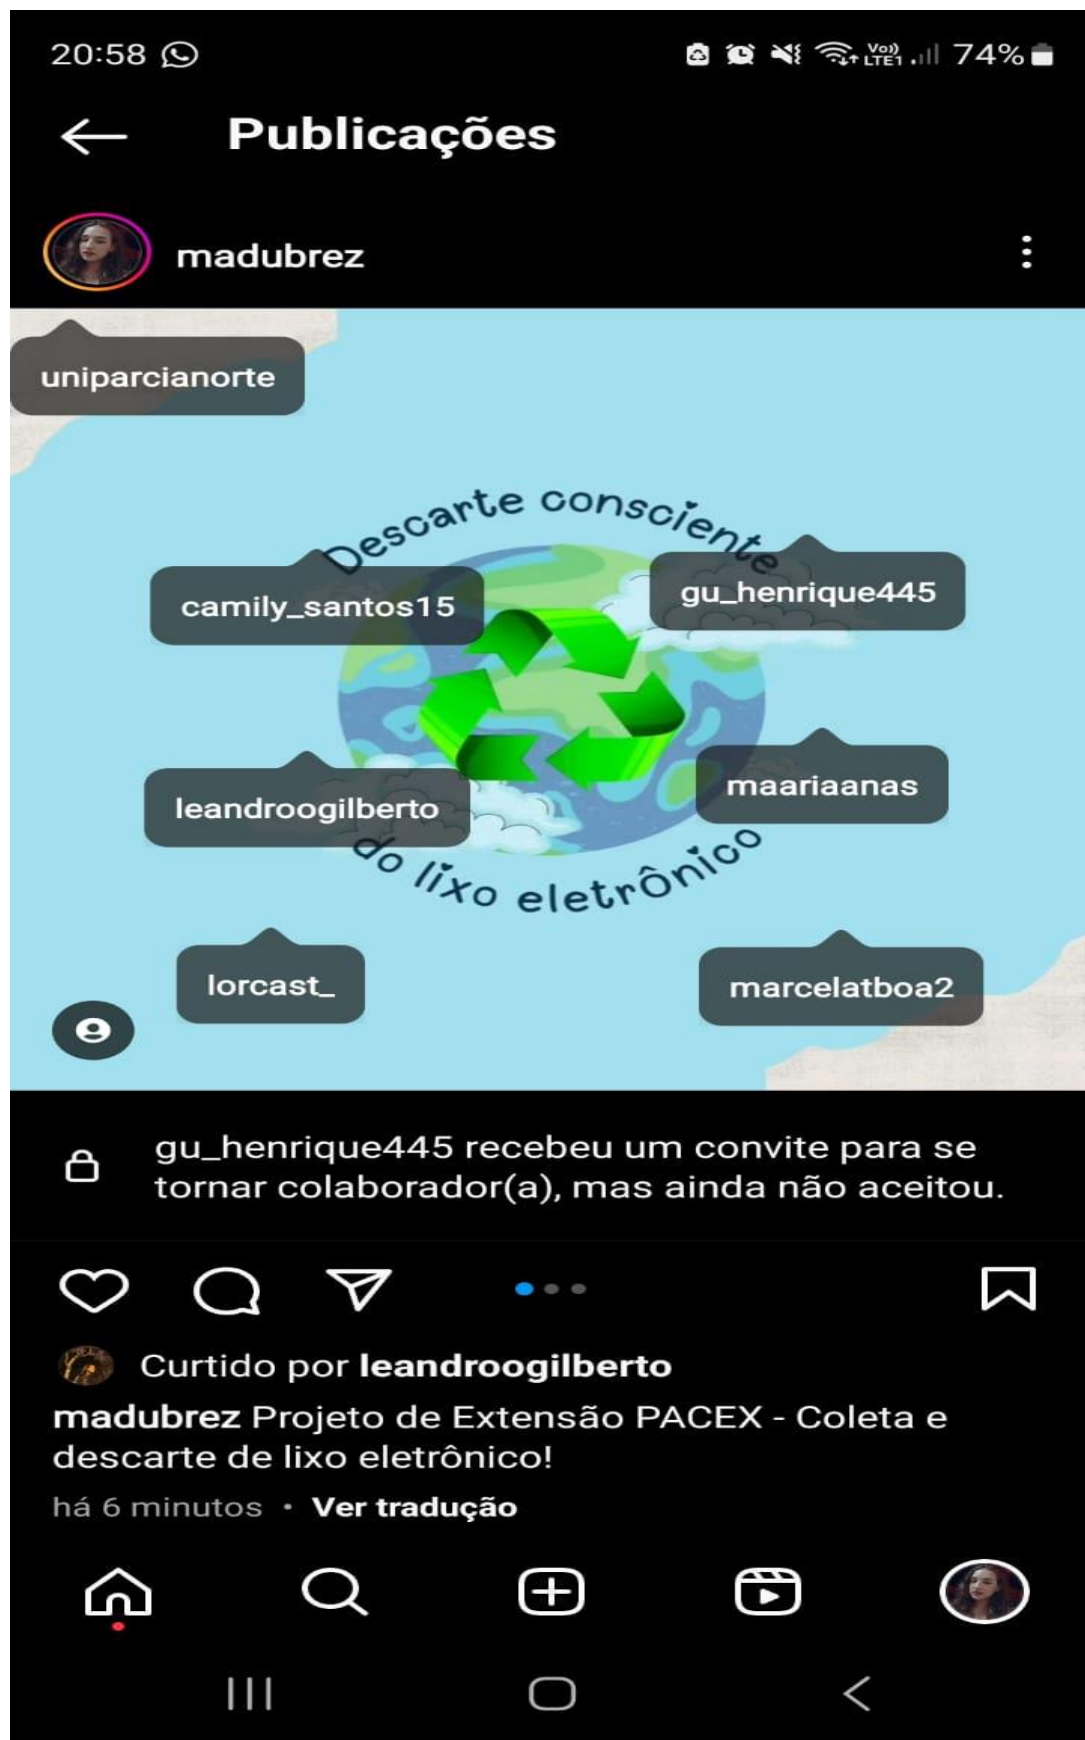 20:58
Vo))
LTE1
74%
Publicações
madubrez
uniparcianorte
Descarte consciente
camily_santos15
gu_henrique445
leandroogilberto
maariaanas
do lixo eletrônico
lorcast_
marcelatboa2
gu_henrique445 recebeu um convite para se
tornar colaborador(a), mas ainda não aceitou.
Curtido por leandroogilberto
madubrez Projeto de Extensão PACEX - Coleta e
descarte de lixo eletrônico!
há 6 minutos • Ver tradução